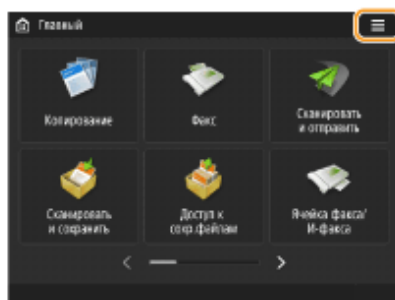 Главный
Копирование
Факс
Сканировать
и отправить
Сканировать
и сохранить
Доступ к
сохр.файлам
Ячейка факса/
И-факса